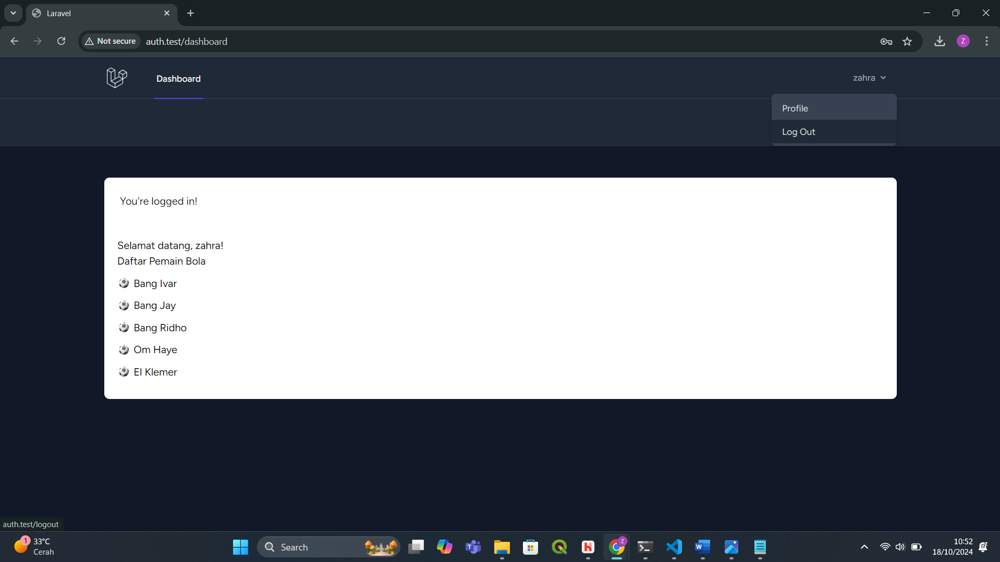 Laravel
Not secure
auth.test/dashboard
Z
Dashboard
zahra
Profile
Log Out
You're logged in!
Selamat datang, zahra!
Daftar Pemain Bola
Bang Ivar
Bang Jay
Bang Ridho
Om Haye
El Klemer
auth.test/logout
1
33°C
Cerah
Search
T
H
Z
W
10:52
18/10/2024